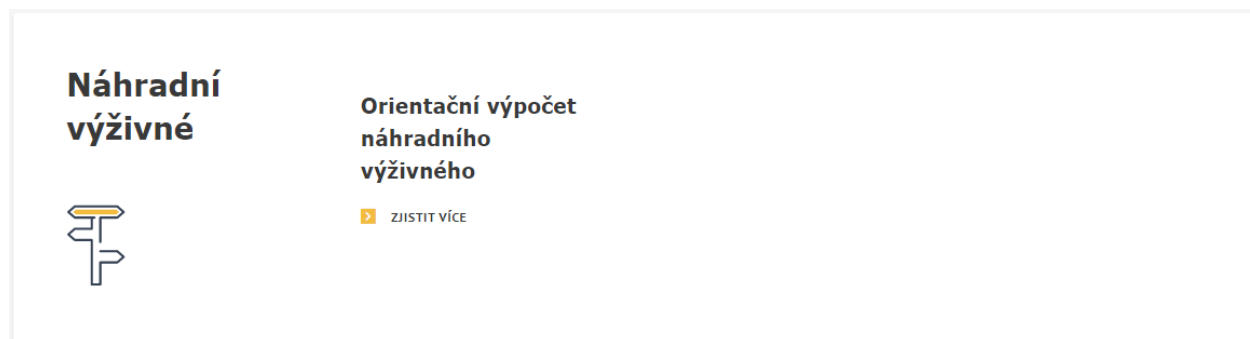 Náhradní
výživné
Orientační výpočet
náhradního
výživného
ZJISTIT VÍCE